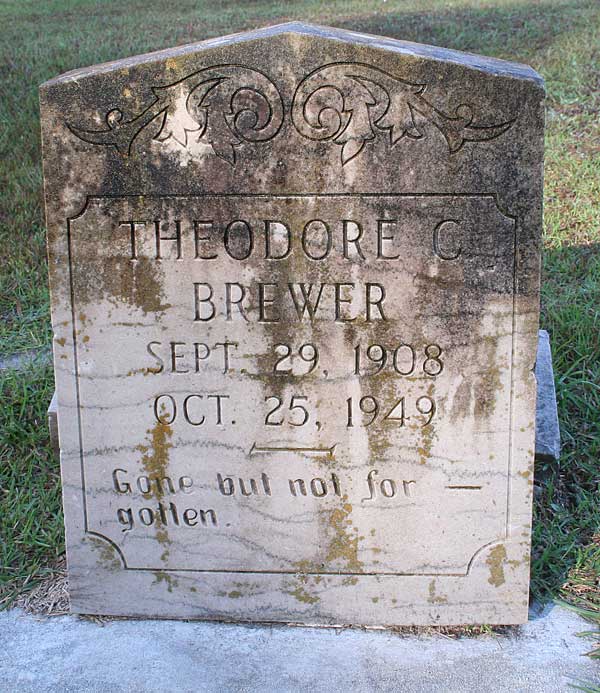 THEODORE C
BREWER
SEPT. 29, 1908
OCT. 25, 1949
Gone but not for —
gotten.